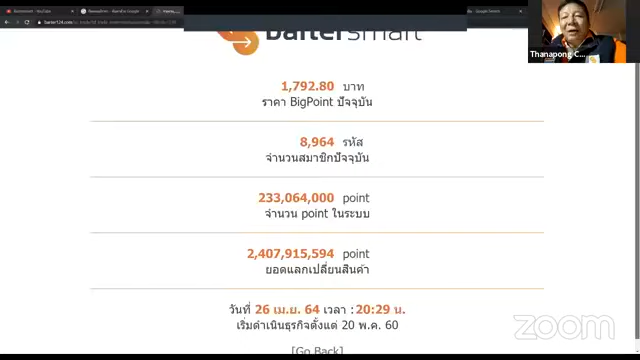 barter124.com
Thanapong C...
bartersmart
1,792.80 บาท
ราคา BigPoint ปัจจุบัน
8,964 รหัส
จำนวนสมาชิกปัจจุบัน
233,064,000 point
จำนวน point ในระบบ
2,407,915,594 point
ยอดแลกเปลี่ยนสินค้า
วันที่ 26 เม.ย. 64 เวลา : 20:29 น.
เริ่มดำเนินธุรกิจตั้งแต่ 20 พ.ค. 60
[Go Back]
zoom